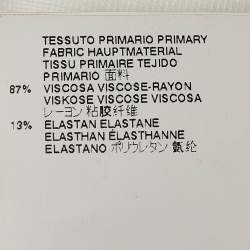 TESSUTO PRIMARIO PRIMARY
FABRIC HAUPTMATERIAL
TISSU PRIMAIRE TEJIDO
PRIMARIO 面料
87% VISCOSA VISCOSE-RAYON
VISKOSE VISCOSE VISCOSA
レーヨン 粘胶纤维
13% ELASTAN ELASTANE
ELASTHAN ÉLASTHANNE
ELASTANO ポリウレタン 氨纶